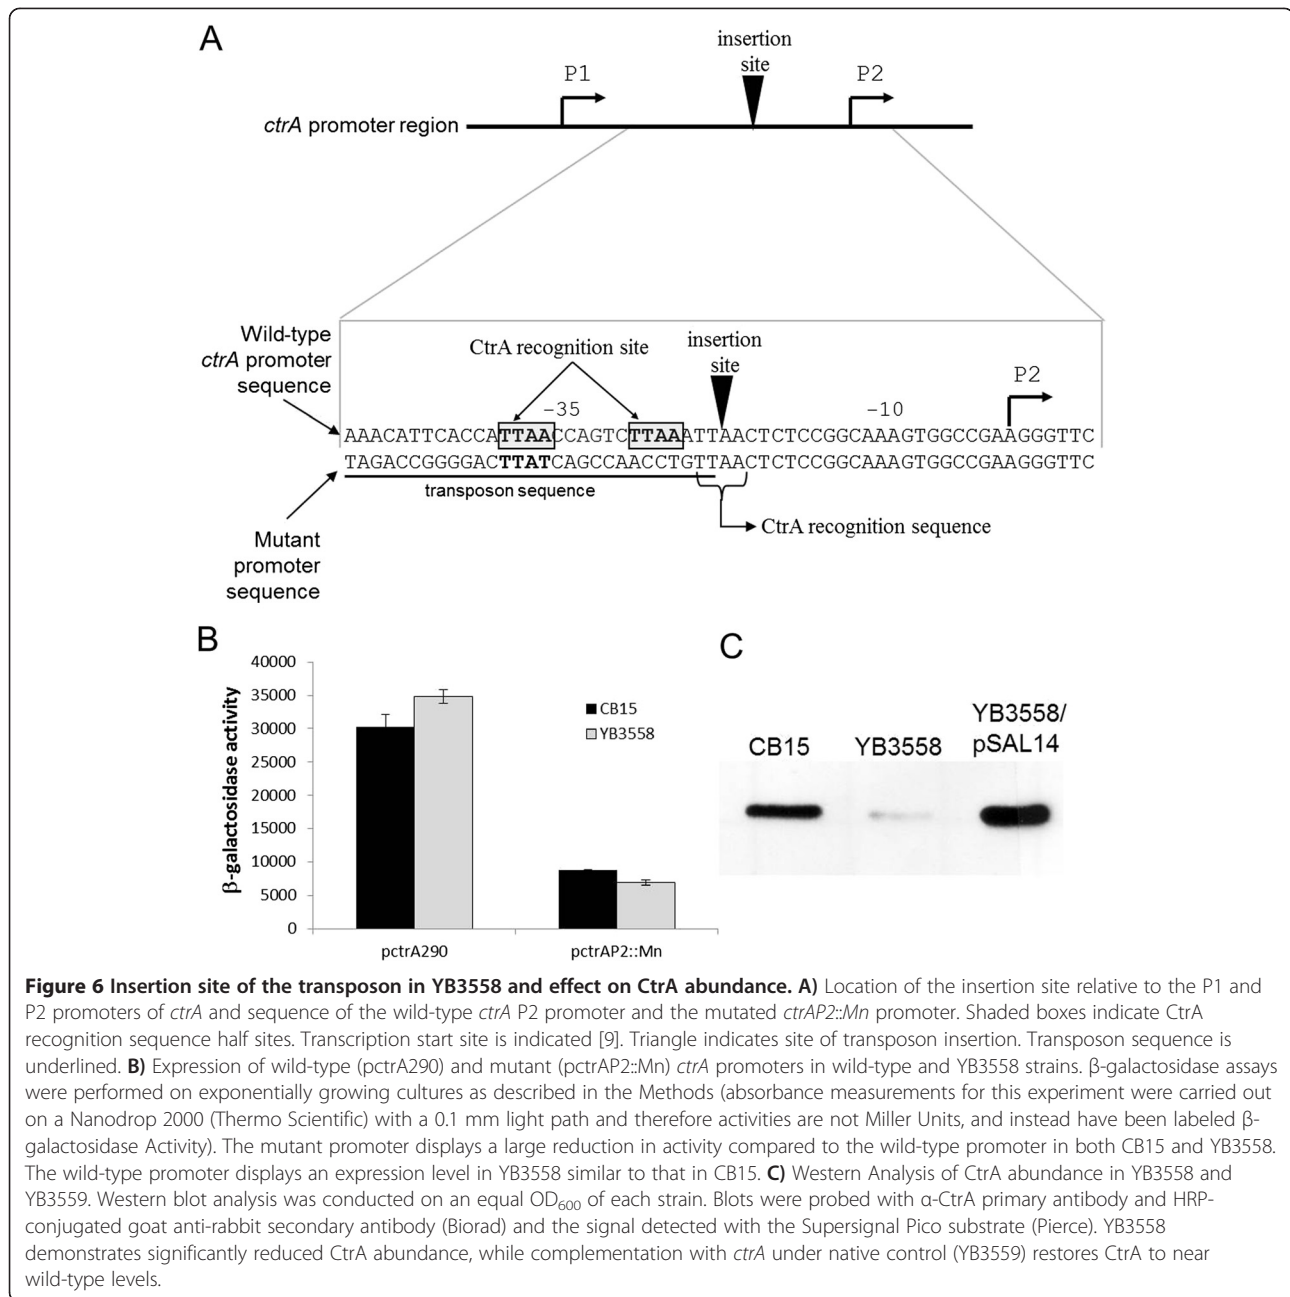 A
insertion
site
P1
P2
ctrA promoter region
Wild-type
ctrA promoter
sequence
CtrA recognition site
insertion
site
P2
-35
-10
AAACATTCACCATTAACCAGTCTTAAATTAACTCTCCGGCAAAGTGGCCGAAGGGTTC
TAGACCGGGGACTTATCAGCCAACCTGTTAACTCTCCGGCAAAGTGGCCGAAGGGTTC
transposon sequence
CtrA recognition sequence
Mutant
promoter
sequence
B
β-galactosidase activity
40000
35000
30000
25000
20000
15000
10000
5000
0
CB15
YB3558
pctrA290
pctrAP2::Mn
C
CB15
YB3558
YB3558/
pSAL14
Figure 6 Insertion site of the transposon in YB3558 and effect on CtrA abundance. A) Location of the insertion site relative to the P1 and
P2 promoters of ctrA and sequence of the wild-type ctrA P2 promoter and the mutated ctrAP2::Mn promoter. Shaded boxes indicate CtrA
recognition sequence half sites. Transcription start site is indicated [9]. Triangle indicates site of transposon insertion. Transposon sequence is
underlined. B) Expression of wild-type (pctrA290) and mutant (pctrAP2::Mn) ctrA promoters in wild-type and YB3558 strains. β-galactosidase assays
were performed on exponentially growing cultures as described in the Methods (absorbance measurements for this experiment were carried out
on a Nanodrop 2000 (Thermo Scientific) with a 0.1 mm light path and therefore activities are not Miller Units, and instead have been labeled β-
galactosidase Activity). The mutant promoter displays a large reduction in activity compared to the wild-type promoter in both CB15 and YB3558.
The wild-type promoter displays an expression level in YB3558 similar to that in CB15. C) Western Analysis of CtrA abundance in YB3558 and
YB3559. Western blot analysis was conducted on an equal OD600 of each strain. Blots were probed with α-CtrA primary antibody and HRP-
conjugated goat anti-rabbit secondary antibody (Biorad) and the signal detected with the Supersignal Pico substrate (Pierce). YB3558
demonstrates significantly reduced CtrA abundance, while complementation with ctrA under native control (YB3559) restores CtrA to near
wild-type levels.